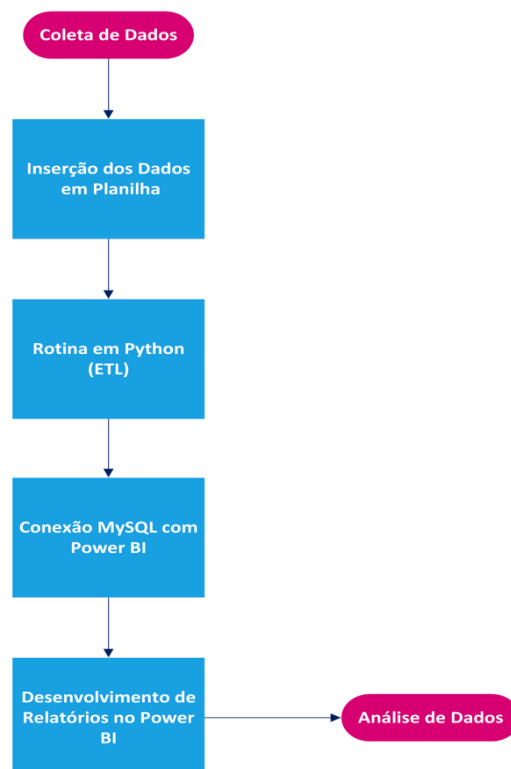 Coleta de Dados
Inserção dos Dados
em Planilha
Rotina em Python
(ETL)
Conexão MySQL com
Power BI
Desenvolvimento de
Relatórios no Power
BI
Análise de Dados